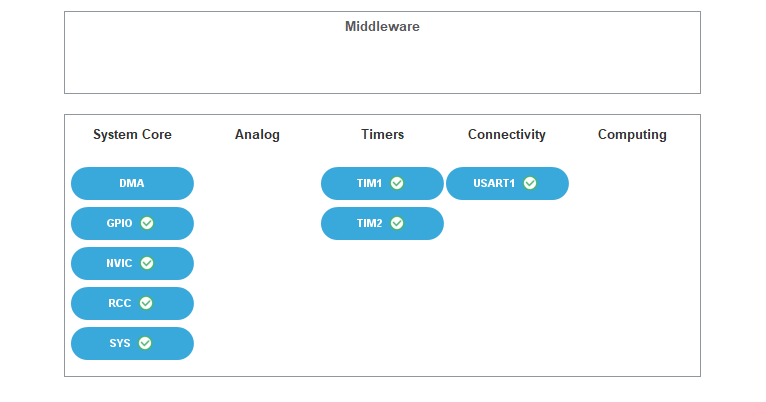 Middleware
System Core Analog Timers Connectivity Computing
DMA TIM1 USART1
GPIO TIM2
NVIC
RCC
SYS